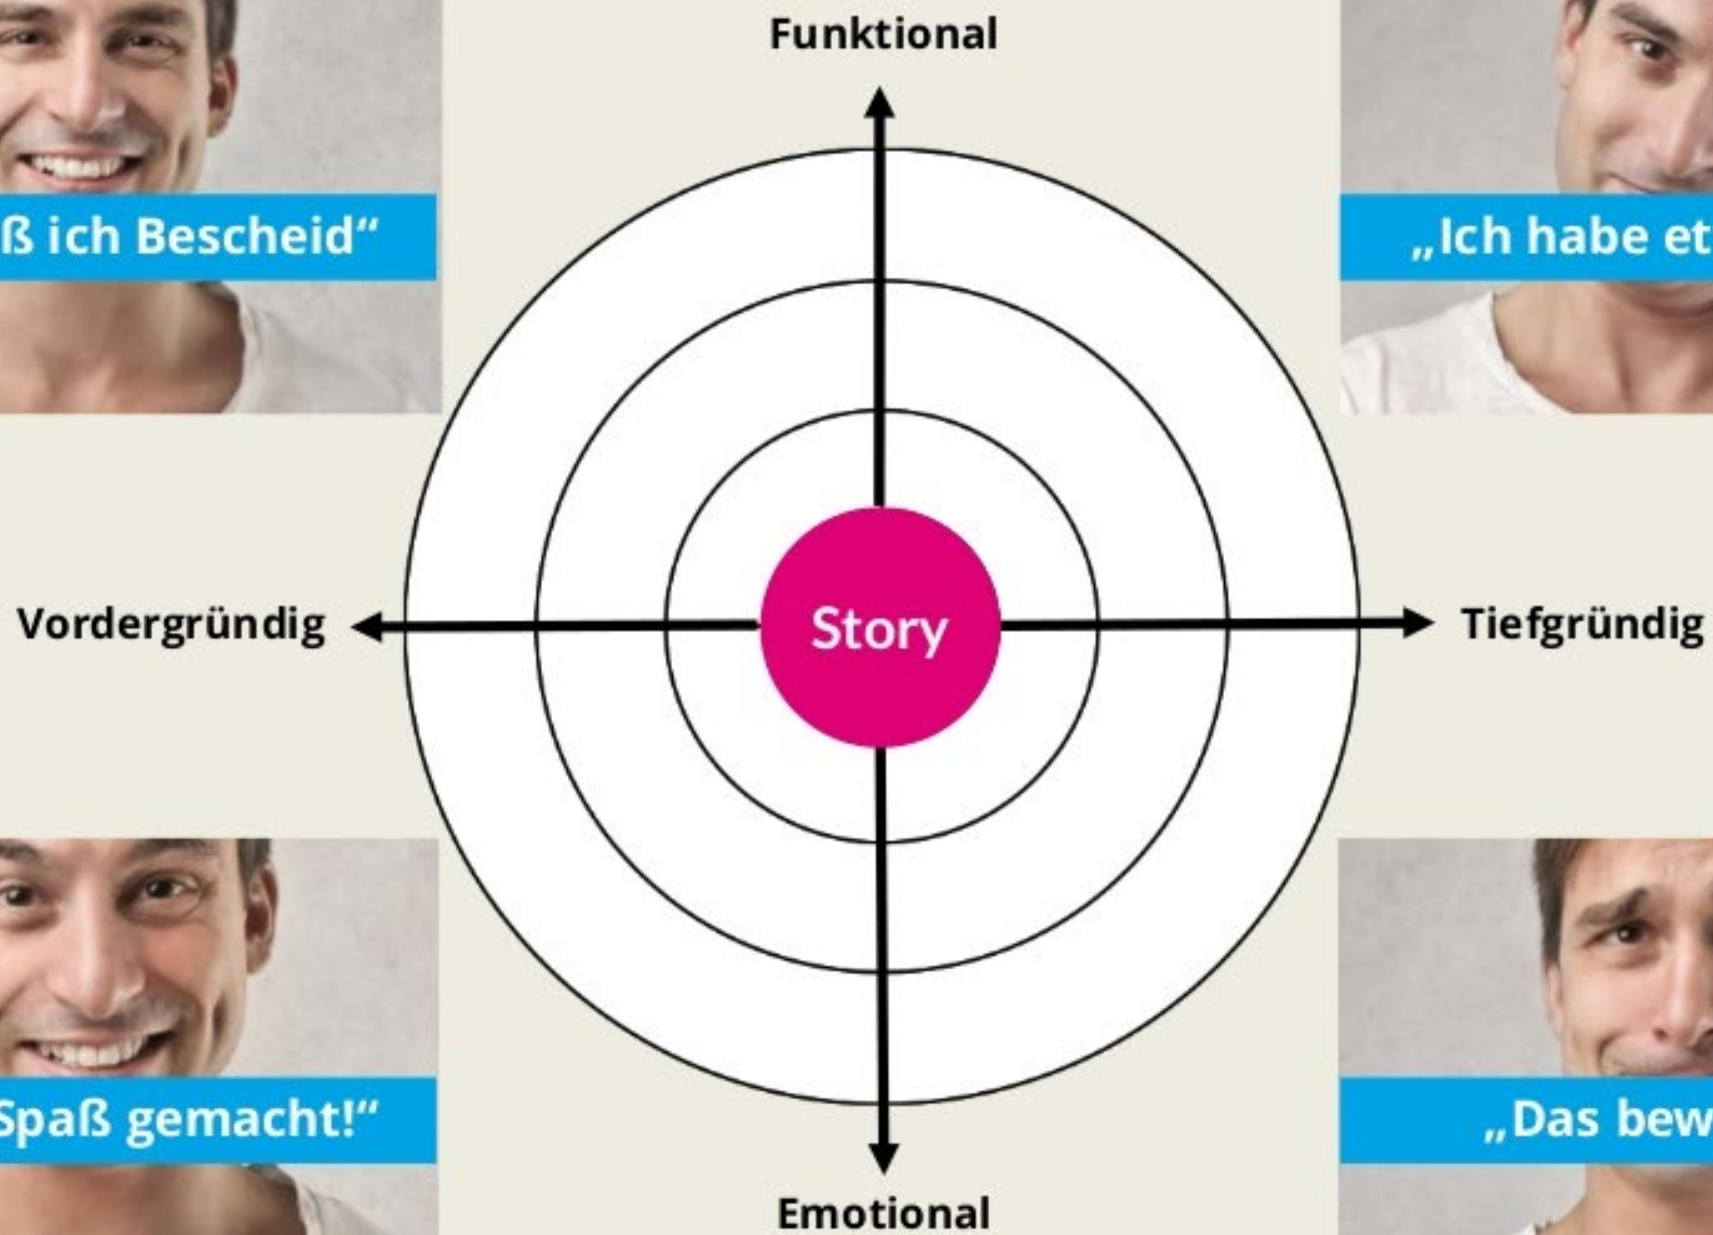 Funktional
ß ich Bescheid“
„Ich habe et
Vordergründig
Story
Tiefgründig
Spaß gemacht!“
„Das bew
Emotional